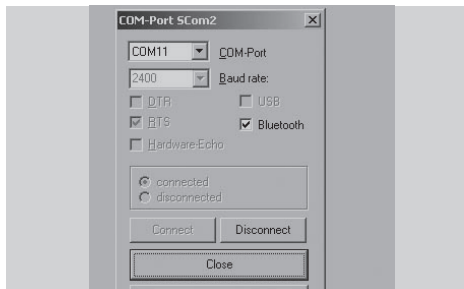 COM-Port SCom2
COM11 COM-Port
2400 Baud rate:
DTR USB
RTS Bluetooth
Hardware-Echo
connected
disconnected
Connect Disconnect
Close